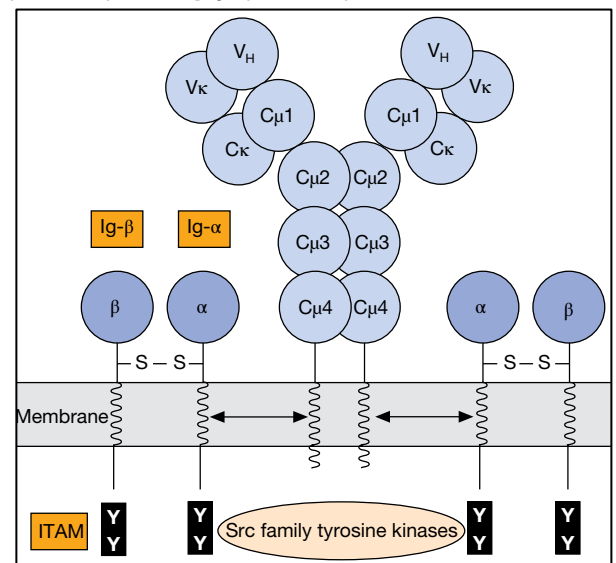 VH VH
Vκ Vκ
Cμ1 Cμ1
Cκ Cκ
Cμ2 Cμ2
Ig-β Ig-α Cμ3 Cμ3
β α Cμ4 Cμ4 α β
S – S S – S
Membrane
ITAM Y Y Src family tyrosine kinases Y Y
Y Y Y Y